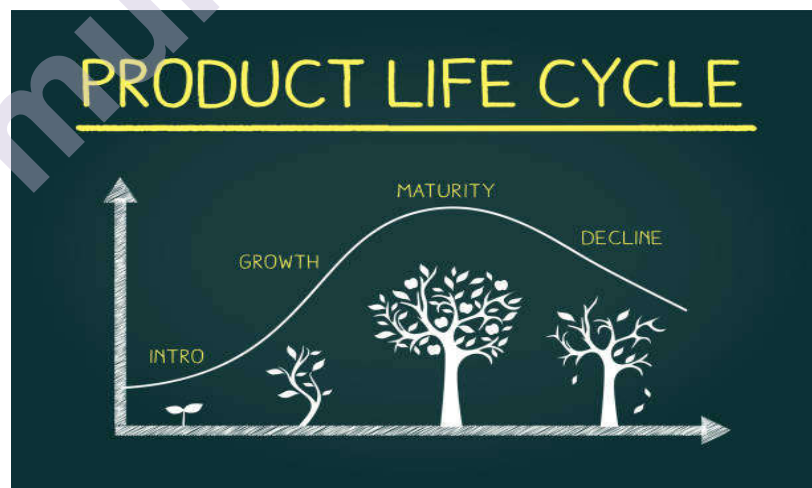 PRODUCT LIFE CYCLE
MATURITY
DECLINE
GROWTH
INTRO